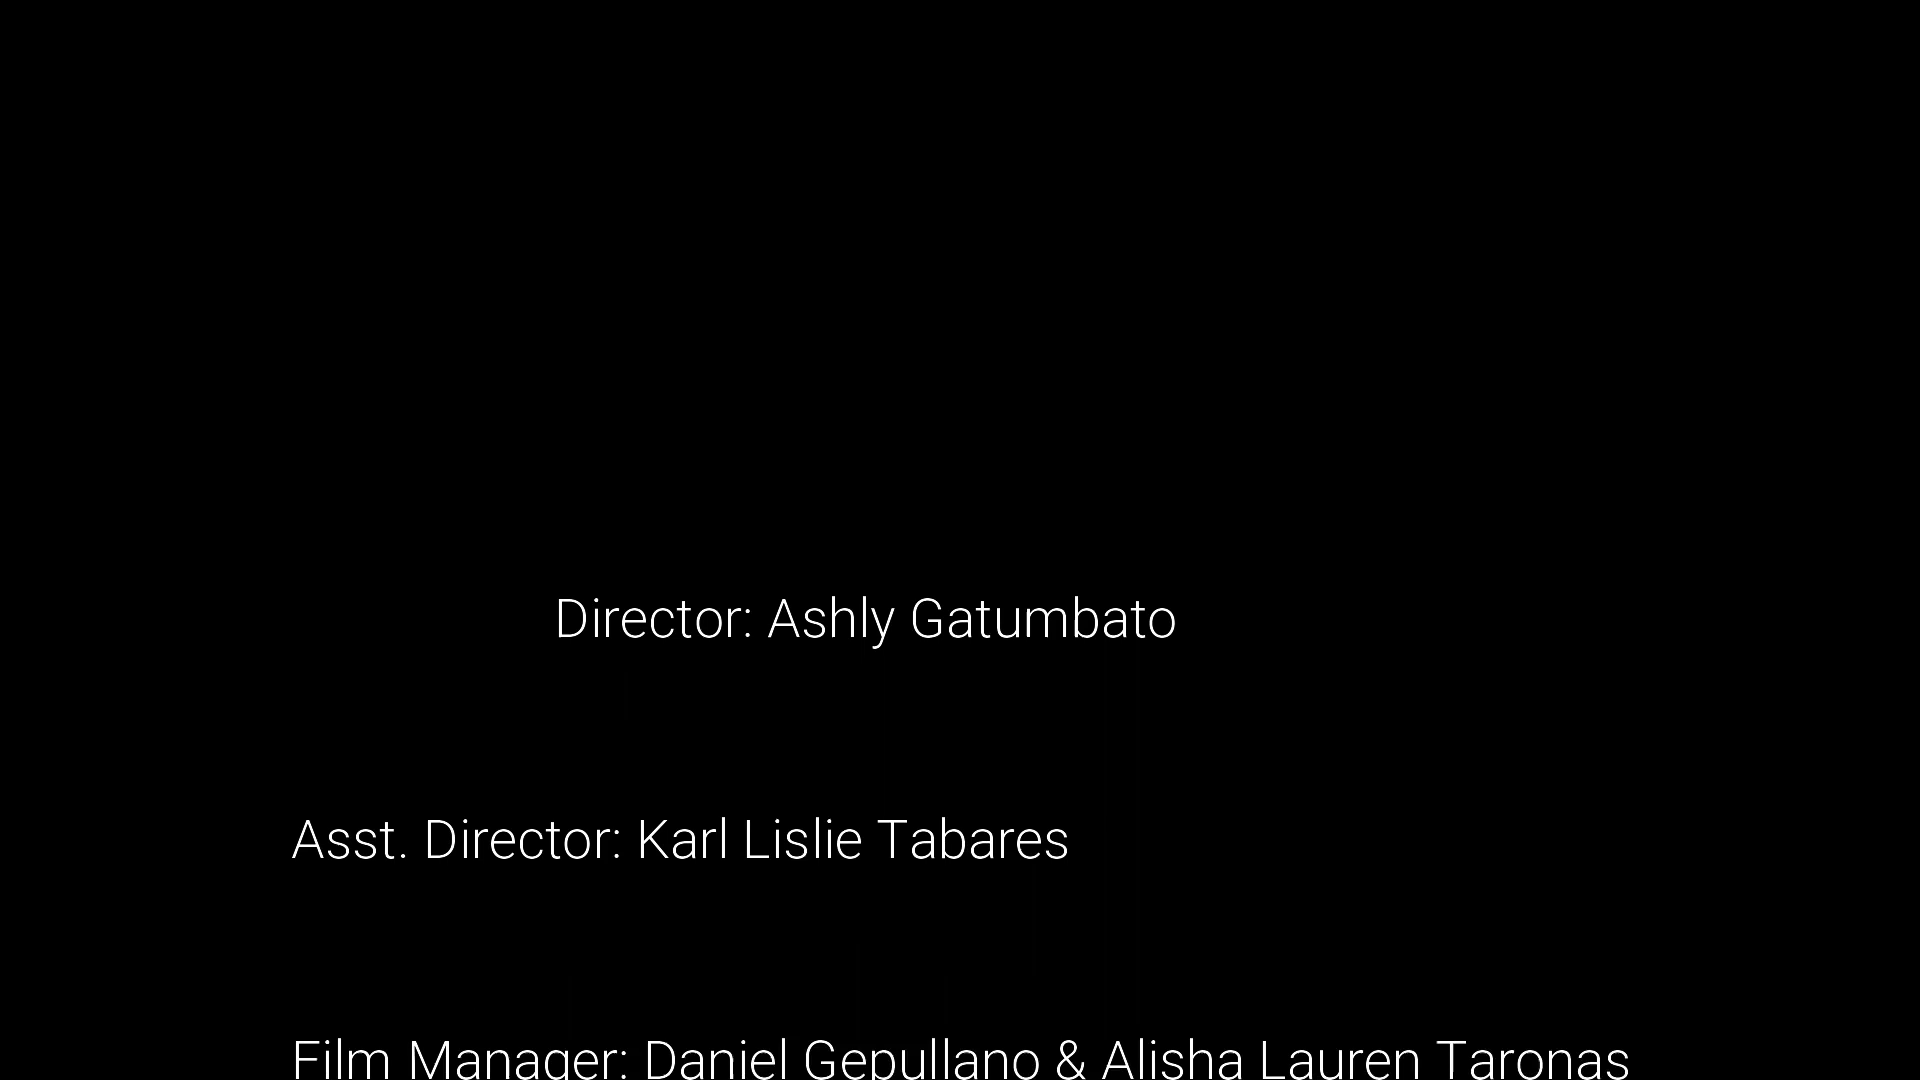 Director: Ashly Gatumbato
Asst. Director: Karl Lislie Tabares
Film Manager: Daniel Gepullano & Alisha Lauren Taronas